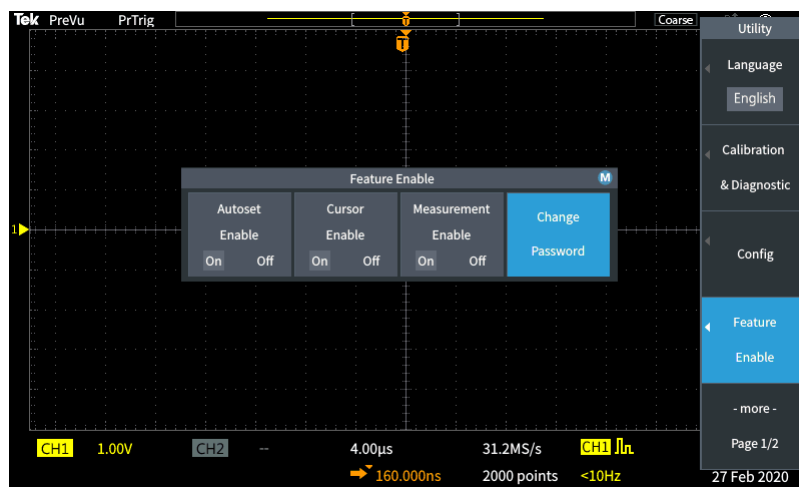 Tek PreVu PrTrig Coarse
T
T
Utility
Language
English
Calibration
& Diagnostic
Config
Feature
Enable
- more -
Page 1/2
Feature Enable M
Autoset
Enable
On Off
Cursor
Enable
On Off
Measurement
Enable
On Off
Change
Password
1
CH1 1.00V CH2 -- 4.00µs 31.2MS/s CH1
160.000ns 2000 points <10Hz 27 Feb 2020